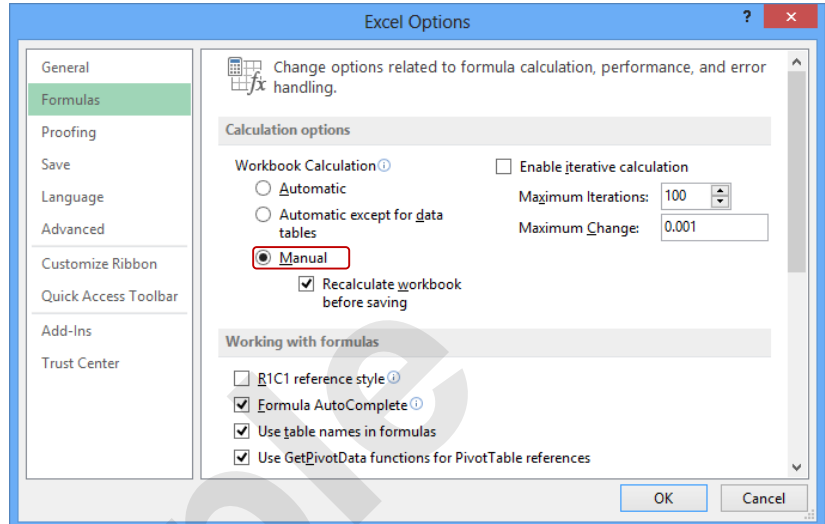 Excel Options
?
×
General
Formulas
Proofing
Save
Language
Advanced
Customize Ribbon
Quick Access Toolbar
Add-Ins
Trust Center
Change options related to formula calculation, performance, and error
handling.
Calculation options
Workbook Calculation
Automatic
Automatic except for data
tables
Manual
Recalculate workbook
before saving
Enable iterative calculation
Maximum Iterations: 100
Maximum Change: 0.001
Working with formulas
R1C1 reference style
Formula AutoComplete
Use table names in formulas
Use GetPivotData functions for PivotTable references
OK Cancel
ple